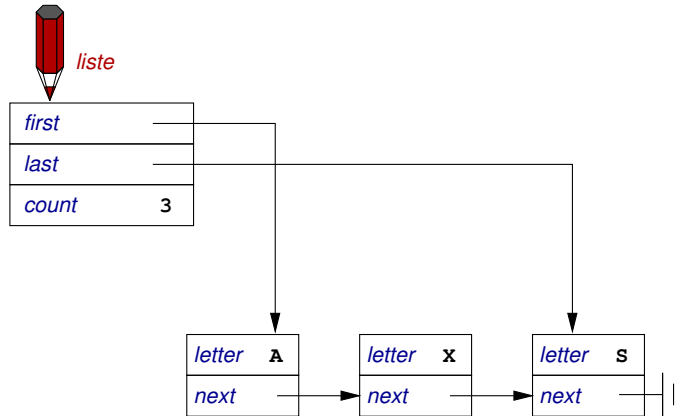 liste
first
last
count 3
letter A letter X letter S
next next next